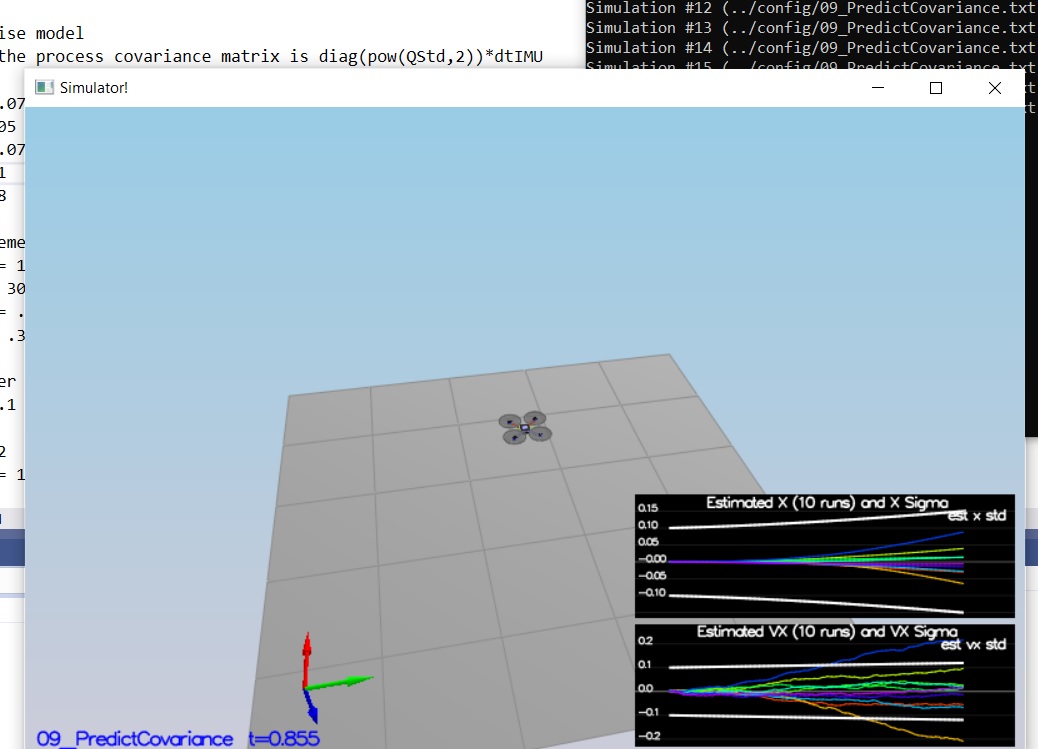 ise model
the process covariance matrix is diag(pow(QStd,2))*dtIMU
Simulation #12 (../config/09_PredictCovariance.txt
Simulation #13 (../config/09_PredictCovariance.txt
Simulation #14 (../config/09_PredictCovariance.txt
Simulation #15 (../config/09_PredictCovariance.txt
Simulator!
.07
05
.07
1
8
eme
= 1
30
= .
.3
er
.1
2
= 1
xt
xt
Estimated X (10 runs) and X Sigma
est x std
0.15
0.10
0.05
-0.00
-0.05
-0.10
Estimated VX (10 runs) and VX Sigma
est vx std
0.2
0.1
0.0
-0.1
-0.2
09_PredictCovariance t=0.855